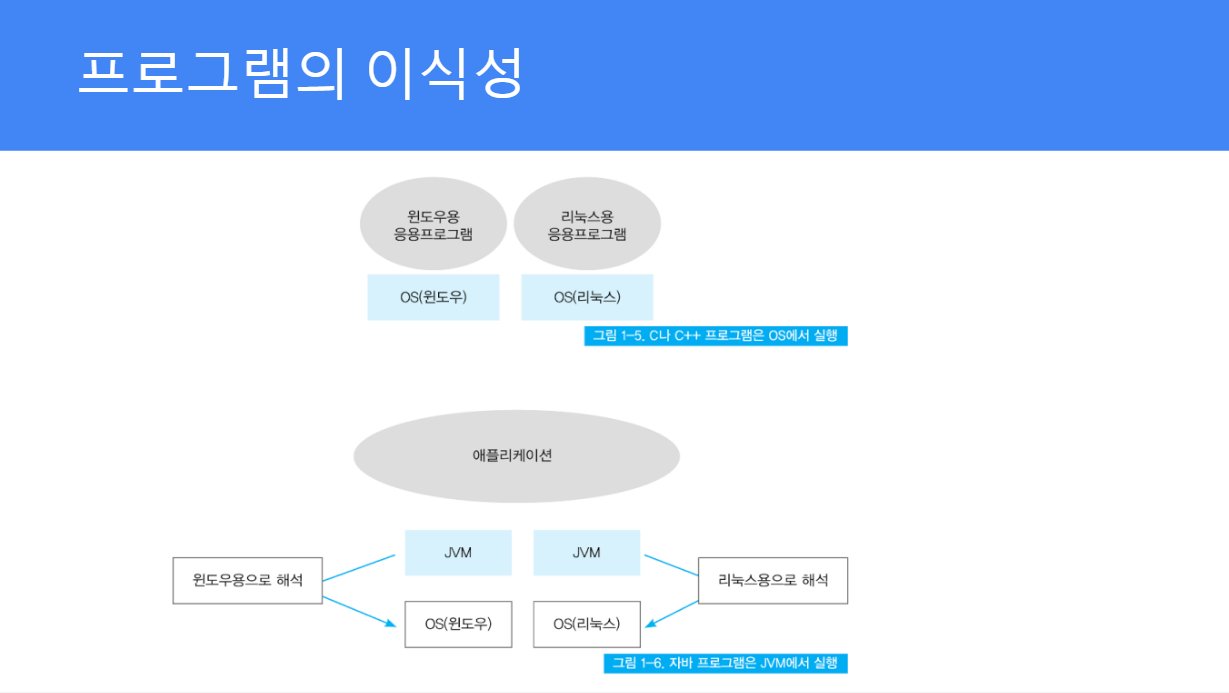 프로그램의 이식성
윈도우용
응용프로그램
리눅스용
응용프로그램
OS(윈도우)
OS(리눅스)
그림 1-5. C나 C++ 프로그램은 OS에서 실행
애플리케이션
JVM
JVM
윈도우용으로 해석
리눅스용으로 해석
OS(윈도우)
OS(리눅스)
그림 1-6. 자바 프로그램은 JVM에서 실행